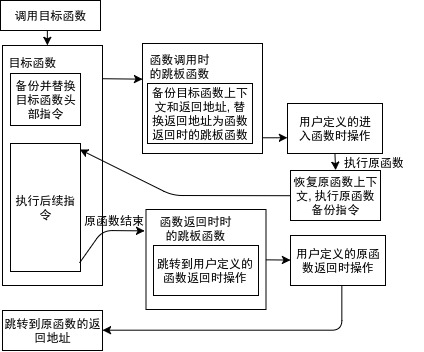 调用目标函数
目标函数
备份并替换
目标函数头
部指令
函数调用时
的跳板函数
备份目标函数上下
文和返回地址, 替
换返回地址为函数
返回时的跳板函数
用户定义的进
入函数时操作
执行原函数
恢复原函数上下
文, 执行原函数
备份指令
执行后续指
令
原函数结束
函数返回时时
的跳板函数
跳转到用户定义的
函数返回时操作
用户定义的原函
数返回时操作
跳转到原函数的返
回地址